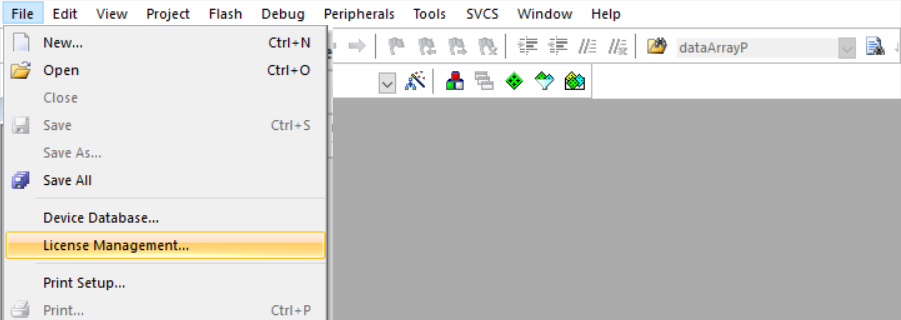 File Edit View Project Flash Debug Peripherals Tools SVCS Window Help
New... Ctrl+N
dataArrayP
Open Ctrl+O
Close
Save Ctrl+S
Save As...
Save All
Device Database...
License Management...
Print Setup...
Print... Ctrl+P